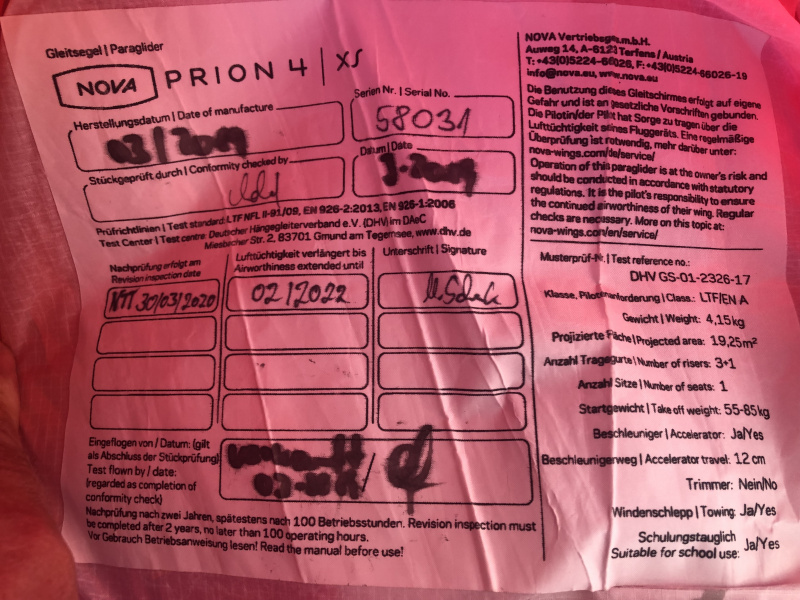 Gleitsegel | Paraglider
NOVA PRION 4 | XS
Herstellungsdatum | Date of manufacture
03/2019
Serien Nr. | Serial No.
58031
Stückgeprüft durch | Conformity checked by
Datum | Date
3.2019
Prüfrichtlinien | Test standard: LTF NFL II-91/09, EN 926-2:2013, EN 926-1:2006
Test Center | Test centre: Deutscher Hängegleiterverband e.V. (DHV) im DAeC
Miesbacher Str. 2, 83701 Gmund am Tegernsee, www.dhv.de
Nachprüfung erfolgt am
Revision inspection date
Lufttüchtigkeit verlängert bis
Airworthiness extended until
Unterschrift | Signature
30/03/2020
02/2022
Eingeflogen von / Datum: (gilt
als Abschluss der Stückprüfung)
Test flown by / date:
(regarded as completion of
conformity check)
Nachprüfung nach zwei Jahren, spätestens nach 100 Betriebsstunden. Revision inspection must
be completed after 2 years, no later than 100 operating hours.
Vor Gebrauch Betriebsanweisung lesen! Read the manual before use!
NOVA Vertriebsges.m.b.H.
Auweg 14, A-6123 Terfens / Austria
T: +43(0)5224-66026, F: +43(0)5224-66026-19
info@nova.eu, www.nova.eu
Die Benutzung dieses Gleitschirmes erfolgt auf eigene
Gefahr und ist an gesetzliche Vorschriften gebunden.
Die Pilotin/der Pilot hat Sorge zu tragen über die
Lufttüchtigkeit seines Fluggeräts. Eine regelmäßige
Überprüfung ist notwendig, mehr darüber unter:
nova-wings.com/de/service/
Operation of this paraglider is at the owner's risk and
should be conducted in accordance with statutory
regulations. It is the pilot's responsibility to ensure
the continued airworthiness of their wing. Regular
checks are necessary. More on this topic at:
nova-wings.com/en/service/
Musterprüf-Nr. | Test reference no.:
DHV GS-01-2326-17
Klasse, Pilotenanforderung | Class.: LTF/EN A
Gewicht | Weight: 4,15kg
Projizierte Fläche | Projected area: 19,25m²
Anzahl Tragegurte | Number of risers: 3+1
Anzahl Sitze | Number of seats: 1
Startgewicht | Take off weight: 55-85kg
Beschleuniger | Accelerator: Ja/Yes
Beschleunigerweg | Accelerator travel: 12 cm
Trimmer: Nein/No
Windenschlepp | Towing: Ja/Yes
Schulungstauglich
Suitable for school use: Ja/Yes